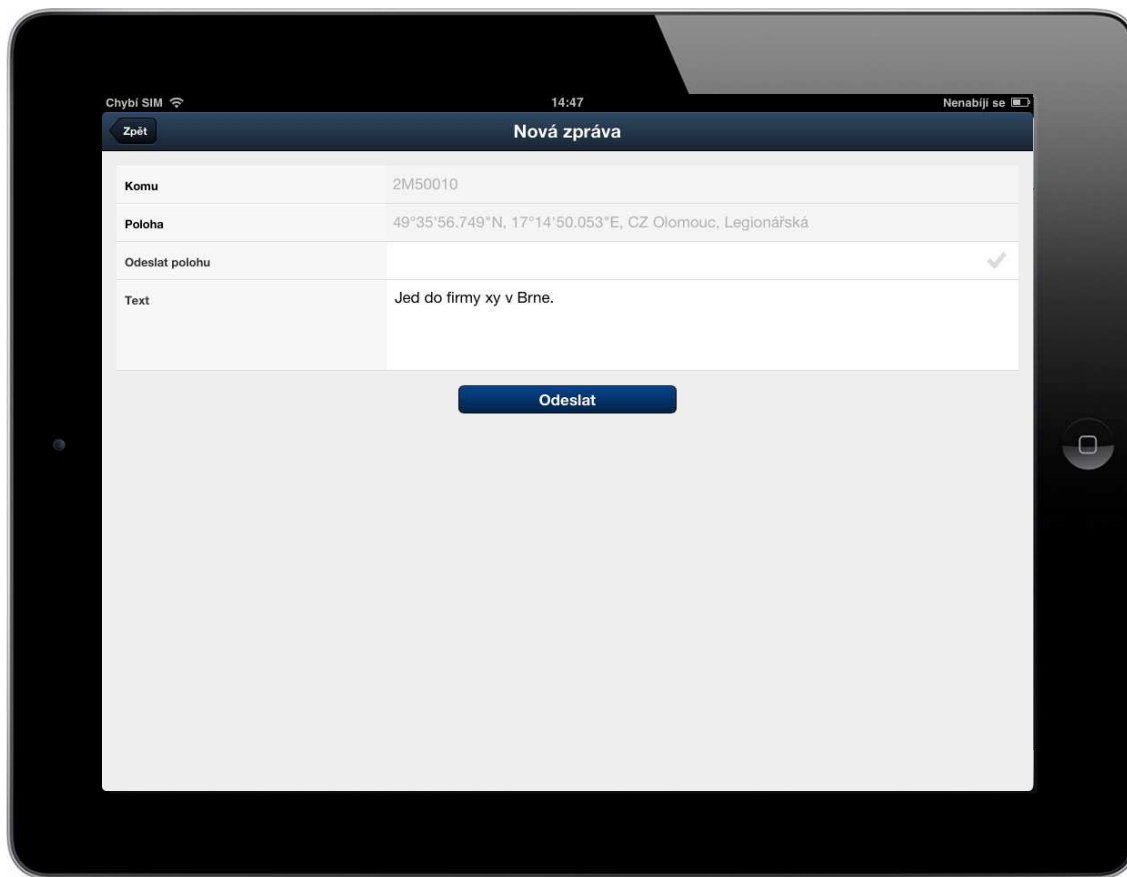 Chybí SIM 14:47 Nenabíjí se
Zpět Nová zpráva
Komu 2M50010
Poloha 49°35'56.749"N, 17°14'50.053"E, CZ Olomouc, Legionářská
Odeslat polohu
Text Jed do firmy xy v Brne.
Odeslat